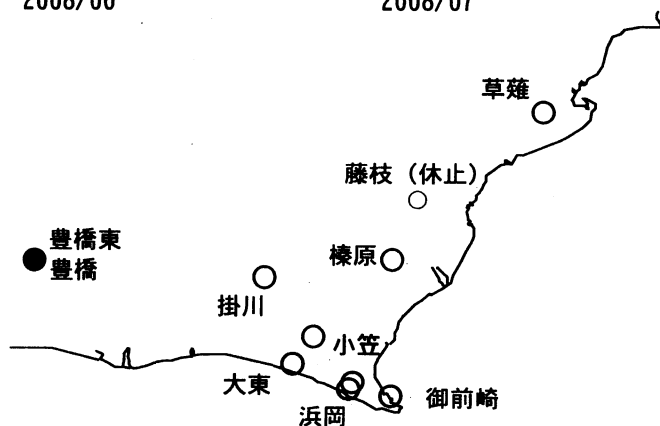 2008/06
2008/07
草薙
藤枝（休止）
豊橋東
豊橋
榛原
掛川
小笠
大東
御前崎
浜岡